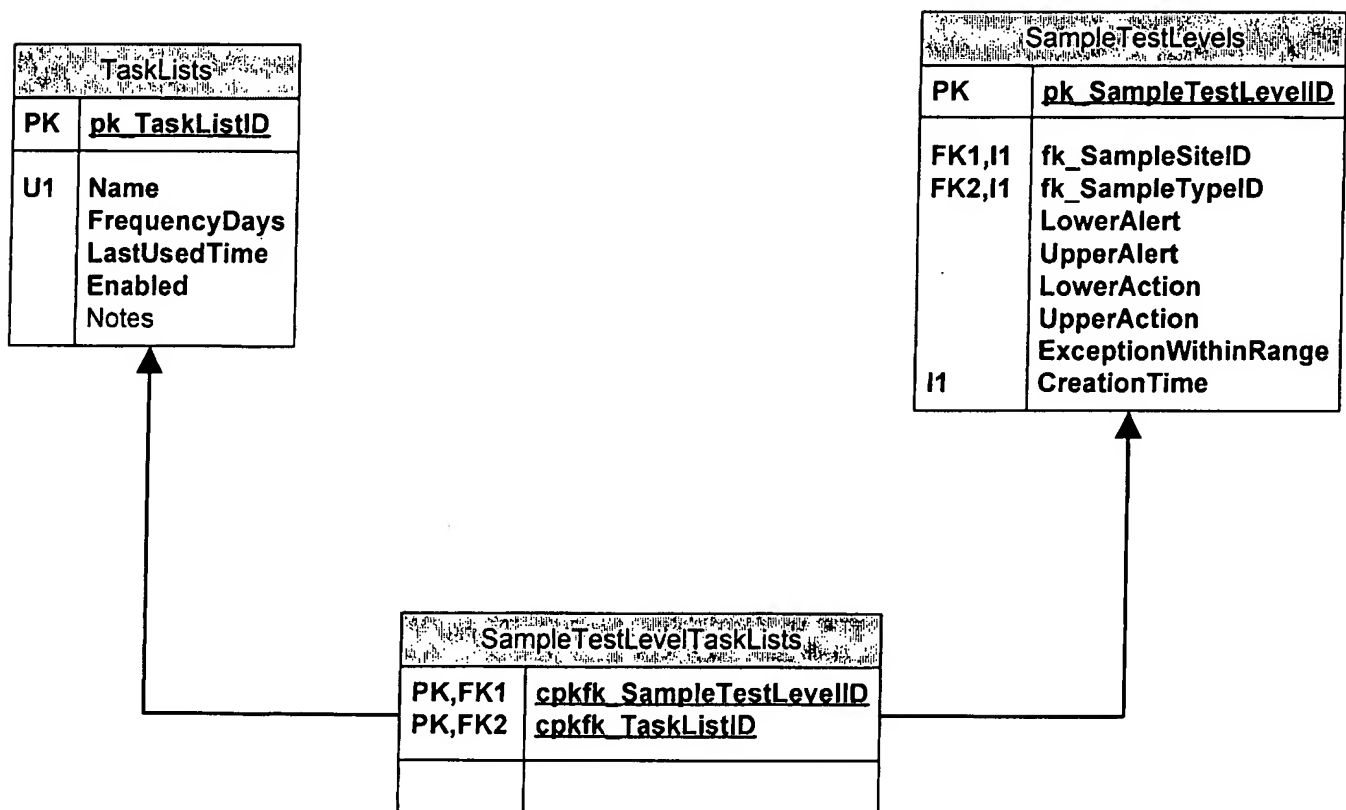 TaskLists
PK pk_TaskListID
U1 Name
FrequencyDays
LastUsedTime
Enabled
Notes
SampleTestLevels
PK pk_SampleTestLevelID
FK1,I1 fk_SampleSiteID
FK2,I1 fk_SampleTypeID
LowerAlert
UpperAlert
LowerAction
UpperAction
ExceptionWithinRange
I1 CreationTime
SampleTestLevelTaskLists
PK,FK1 cpkfk_SampleTestLevelID
PK,FK2 cpkfk_TaskListID